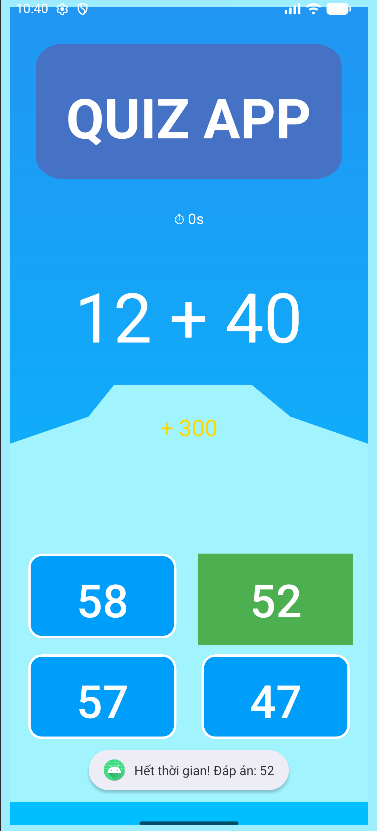 10:40
QUIZ APP
⏱ 0s
12 + 40
+ 300
58
52
57
47
Hết thời gian! Đáp án: 52